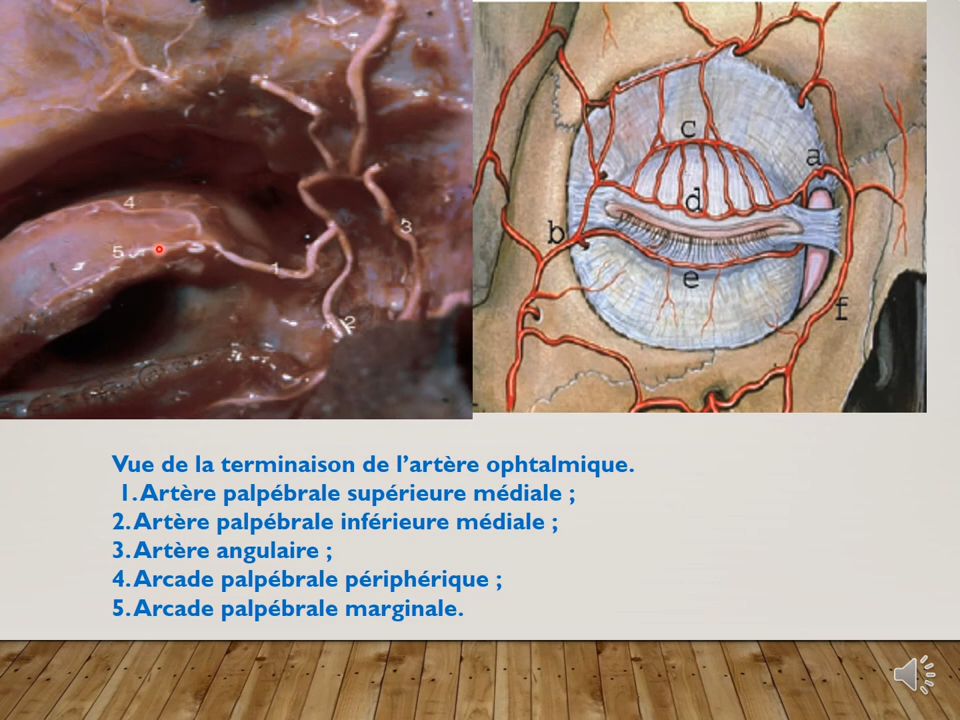 4
5
1
3
2
c
a
d
b
e
f
Vue de la terminaison de l’artère ophtalmique.
1. Artère palpébrale supérieure médiale ;
2. Artère palpébrale inférieure médiale ;
3. Artère angulaire ;
4. Arcade palpébrale périphérique ;
5. Arcade palpébrale marginale.